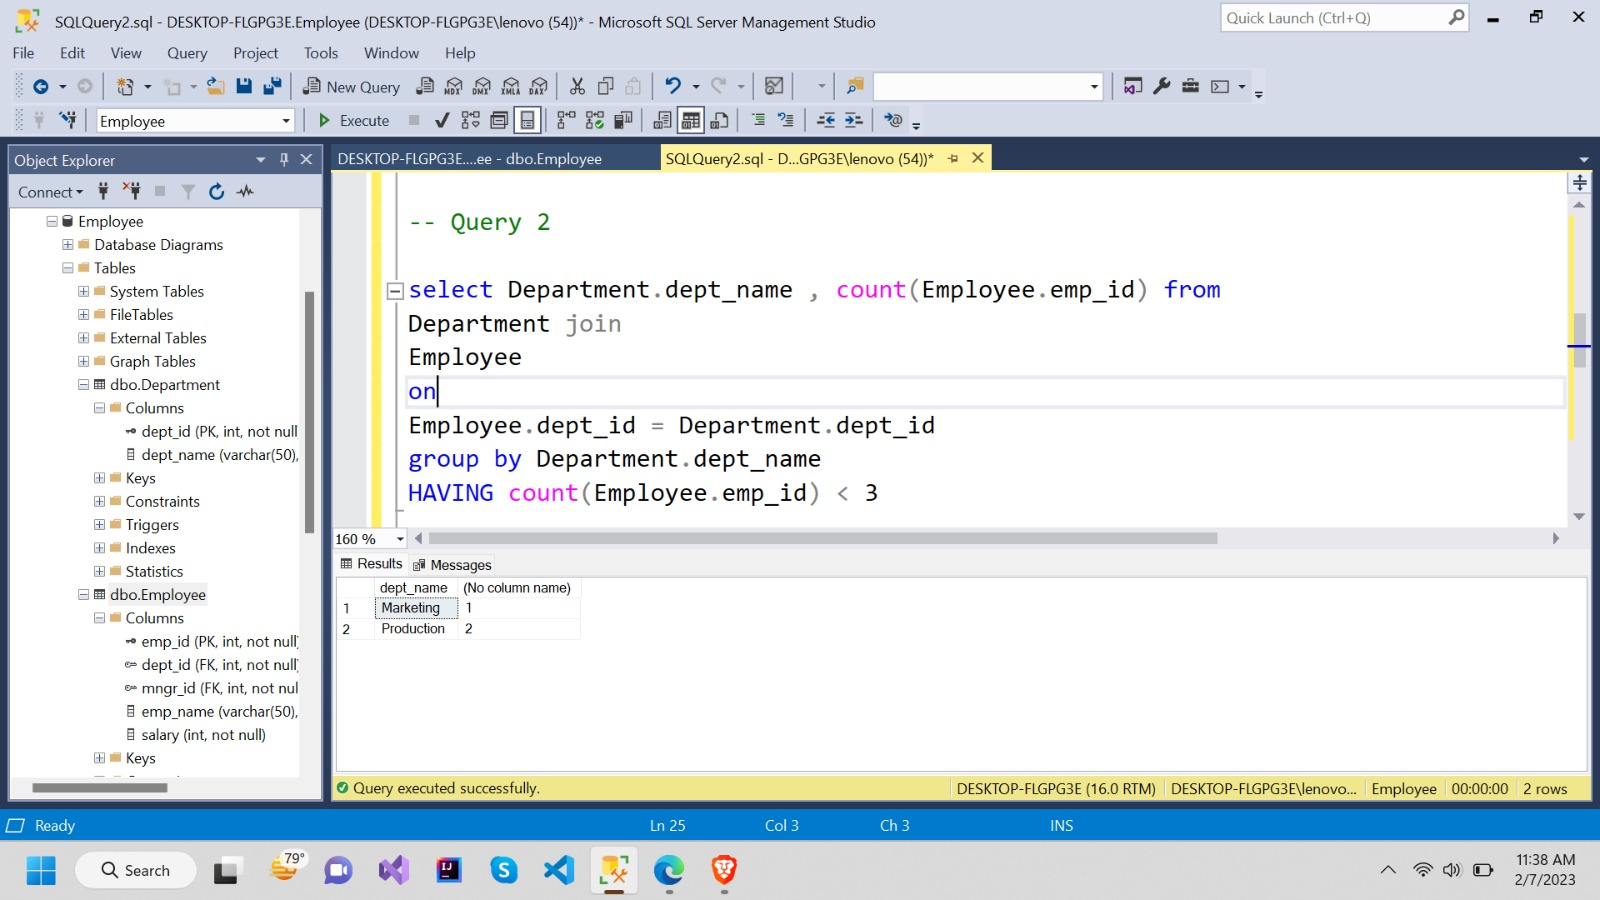 SQLQuery2.sql - DESKTOP-FLGPG3E.Employee (DESKTOP-FLGPG3E\lenovo (54))* - Microsoft SQL Server Management Studio
Quick Launch (Ctrl+Q)
File Edit View Query Project Tools Window Help
New Query
MDX DMX XMLA DAX
Employee
Execute
Object Explorer
Connect
Employee
Database Diagrams
Tables
System Tables
FileTables
External Tables
Graph Tables
dbo.Department
Columns
dept_id (PK, int, not null
dept_name (varchar(50),
Keys
Constraints
Triggers
Indexes
Statistics
dbo.Employee
Columns
emp_id (PK, int, not null
dept_id (FK, int, not null
mngr_id (FK, int, not nul
emp_name (varchar(50),
salary (int, not null)
Keys
DESKTOP-FLGPG3E....ee - dbo.Employee
SQLQuery2.sql - D...GPG3E\lenovo (54))*
-- Query 2
select Department.dept_name , count(Employee.emp_id) from
Department join
Employee
on
Employee.dept_id = Department.dept_id
group by Department.dept_name
HAVING count(Employee.emp_id) < 3
160 %
Results Messages
dept_name (No column name)
1 Marketing 1
2 Production 2
Query executed successfully.
DESKTOP-FLGPG3E (16.0 RTM) DESKTOP-FLGPG3E\lenovo... Employee 00:00:00 2 rows
Ready
Ln 25 Col 3 Ch 3 INS
Search
79°
11:38 AM
2/7/2023